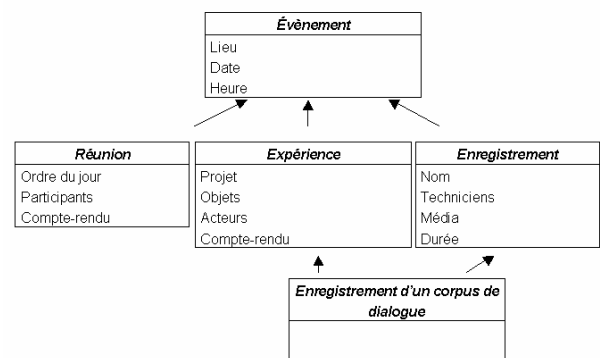 Évènement
Lieu
Date
Heure
Réunion
Ordre du jour
Participants
Compte-rendu
Expérience
Projet
Objets
Acteurs
Compte-rendu
Enregistrement
Nom
Techniciens
Média
Durée
Enregistrement d'un corpus de
dialogue